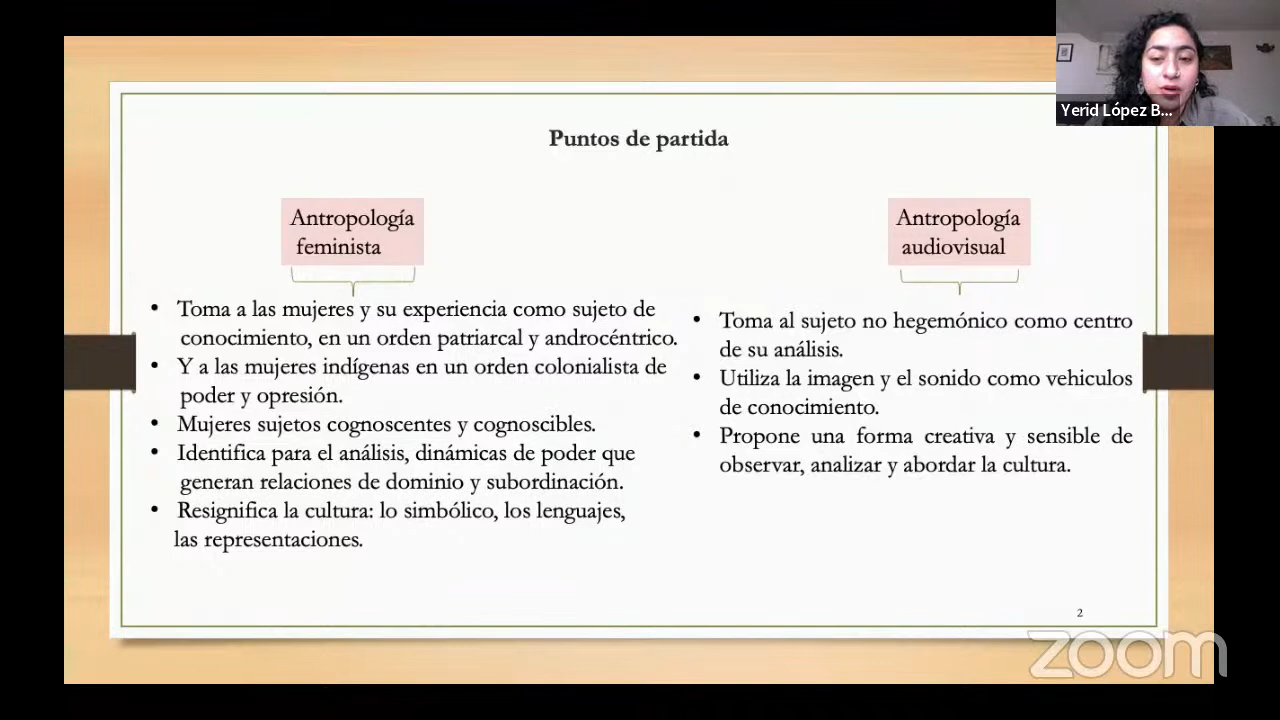 Yerid López B...
Puntos de partida
Antropología
feminista
• Toma a las mujeres y su experiencia como sujeto de
conocimiento, en un orden patriarcal y androcéntrico.
• Y a las mujeres indígenas en un orden colonialista de
poder y opresión.
• Mujeres sujetos cognoscentes y cognoscibles.
• Identifica para el análisis, dinámicas de poder que
generan relaciones de dominio y subordinación.
• Resignifica la cultura: lo simbólico, los lenguajes,
las representaciones.
Antropología
audiovisual
• Toma al sujeto no hegemónico como centro
de su análisis.
• Utiliza la imagen y el sonido como vehiculos
de conocimiento.
• Propone una forma creativa y sensible de
observar, analizar y abordar la cultura.
2
zoom